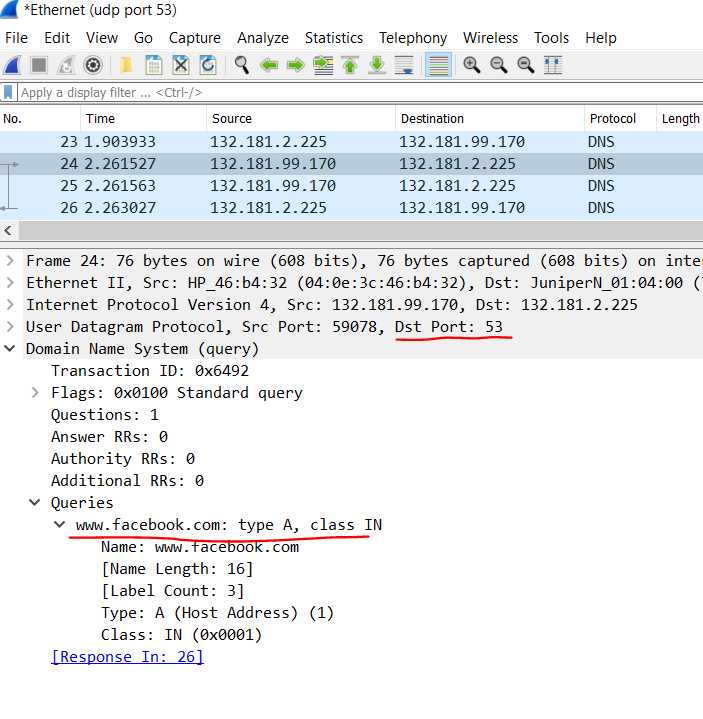 *Ethernet (udp port 53)
File Edit View Go Capture Analyze Statistics Telephony Wireless Tools Help
Apply a display filter ... <Ctrl-/>
No. Time Source Destination Protocol Length
23 1.903933 132.181.2.225 132.181.99.170 DNS
24 2.261527 132.181.99.170 132.181.2.225 DNS
25 2.261563 132.181.99.170 132.181.2.225 DNS
26 2.263027 132.181.2.225 132.181.99.170 DNS
Frame 24: 76 bytes on wire (608 bits), 76 bytes captured (608 bits) on inte
Ethernet II, Src: HP_46:b4:32 (04:0e:3c:46:b4:32), Dst: JuniperN_01:04:00 (
Internet Protocol Version 4, Src: 132.181.99.170, Dst: 132.181.2.225
User Datagram Protocol, Src Port: 59078, Dst Port: 53
Domain Name System (query)
Transaction ID: 0x6492
Flags: 0x0100 Standard query
Questions: 1
Answer RRs: 0
Authority RRs: 0
Additional RRs: 0
Queries
www.facebook.com: type A, class IN
Name: www.facebook.com
[Name Length: 16]
[Label Count: 3]
Type: A (Host Address) (1)
Class: IN (0x0001)
[Response In: 26]